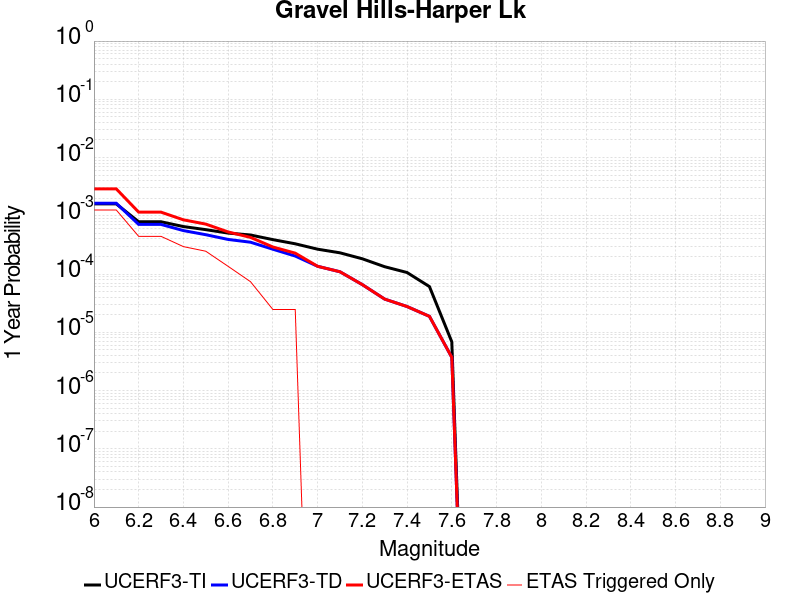 Gravel Hills-Harper Lk
10^0
10^-1
10^-2
10^-3
10^-4
10^-5
10^-6
10^-7
10^-8
1 Year Probability
6 6.2 6.4 6.6 6.8 7 7.2 7.4 7.6 7.8 8 8.2 8.4 8.6 8.8 9
Magnitude
UCERF3-TI UCERF3-TD UCERF3-ETAS ETAS Triggered Only